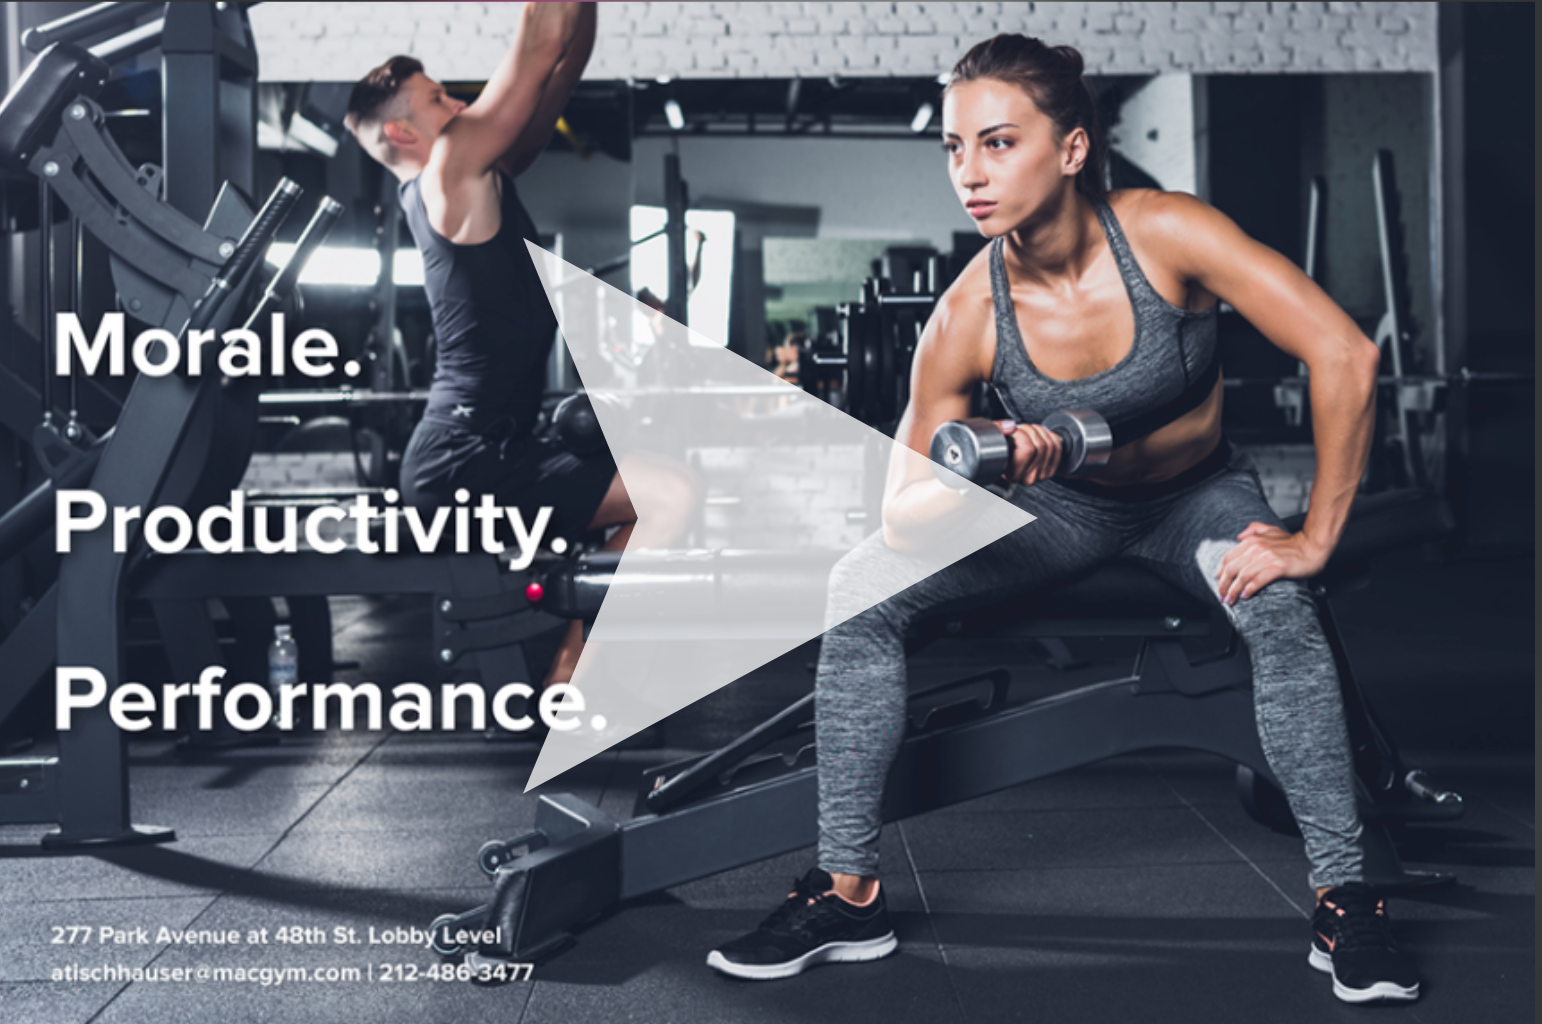 Morale.
Productivity.
Performance.
277 Park Avenue at 48th St. Lobby Level
atischhauser@macgym.com | 212-486-3477